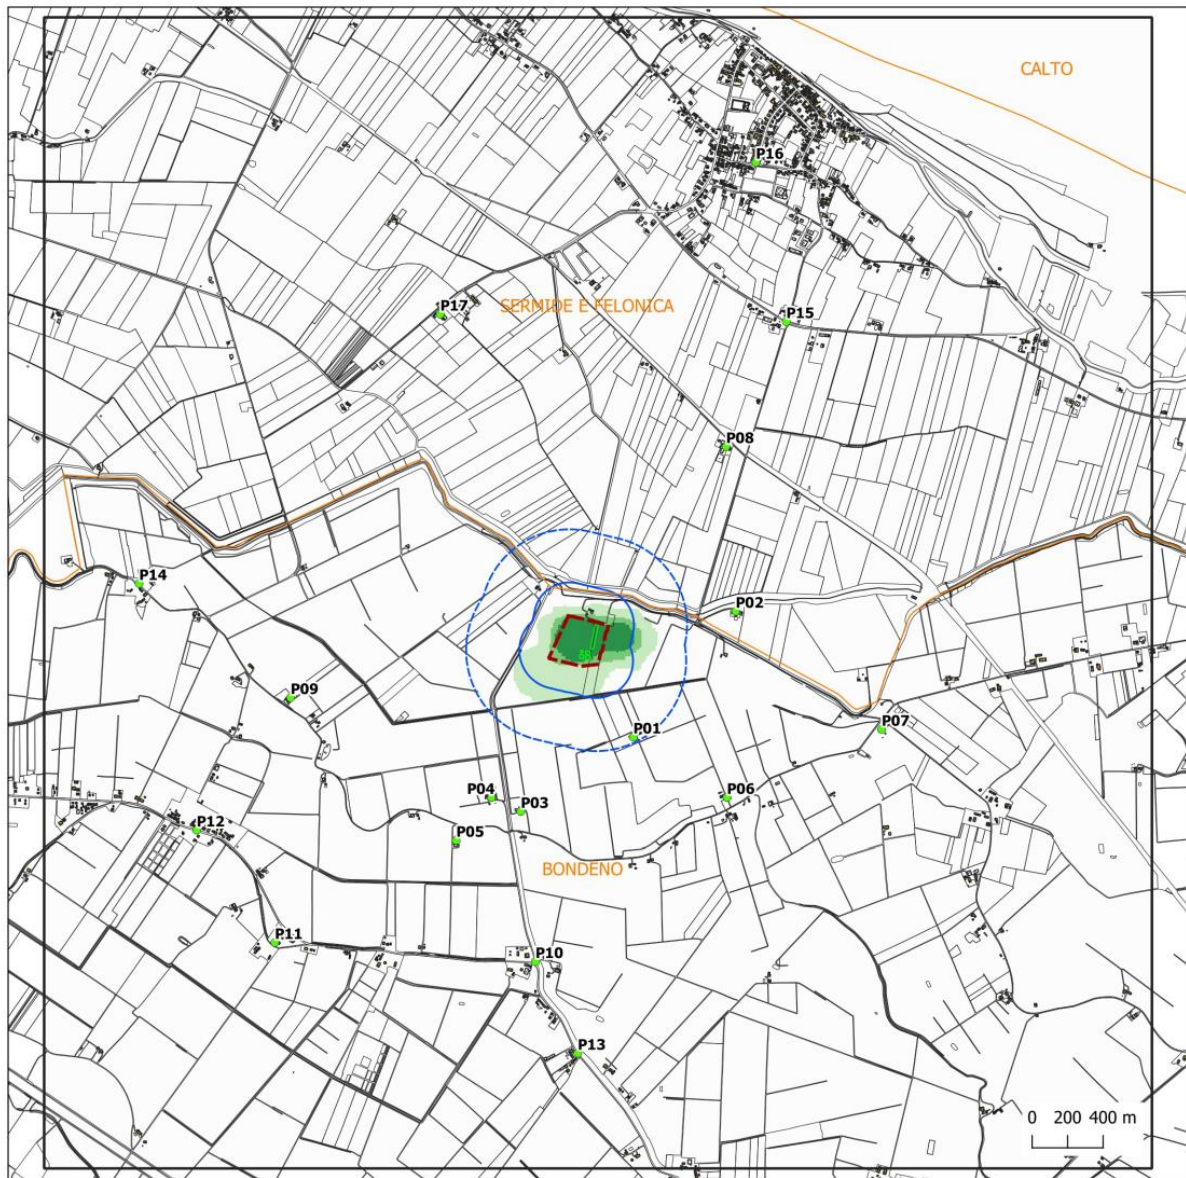 CALTO
P16
P17
SERMIDE E FELONICA
P15
P08
P14
P02
P09
P01
P07
P04
P03
P06
P12
P05
BONDENO
P11
P10
P13
0 200 400 m